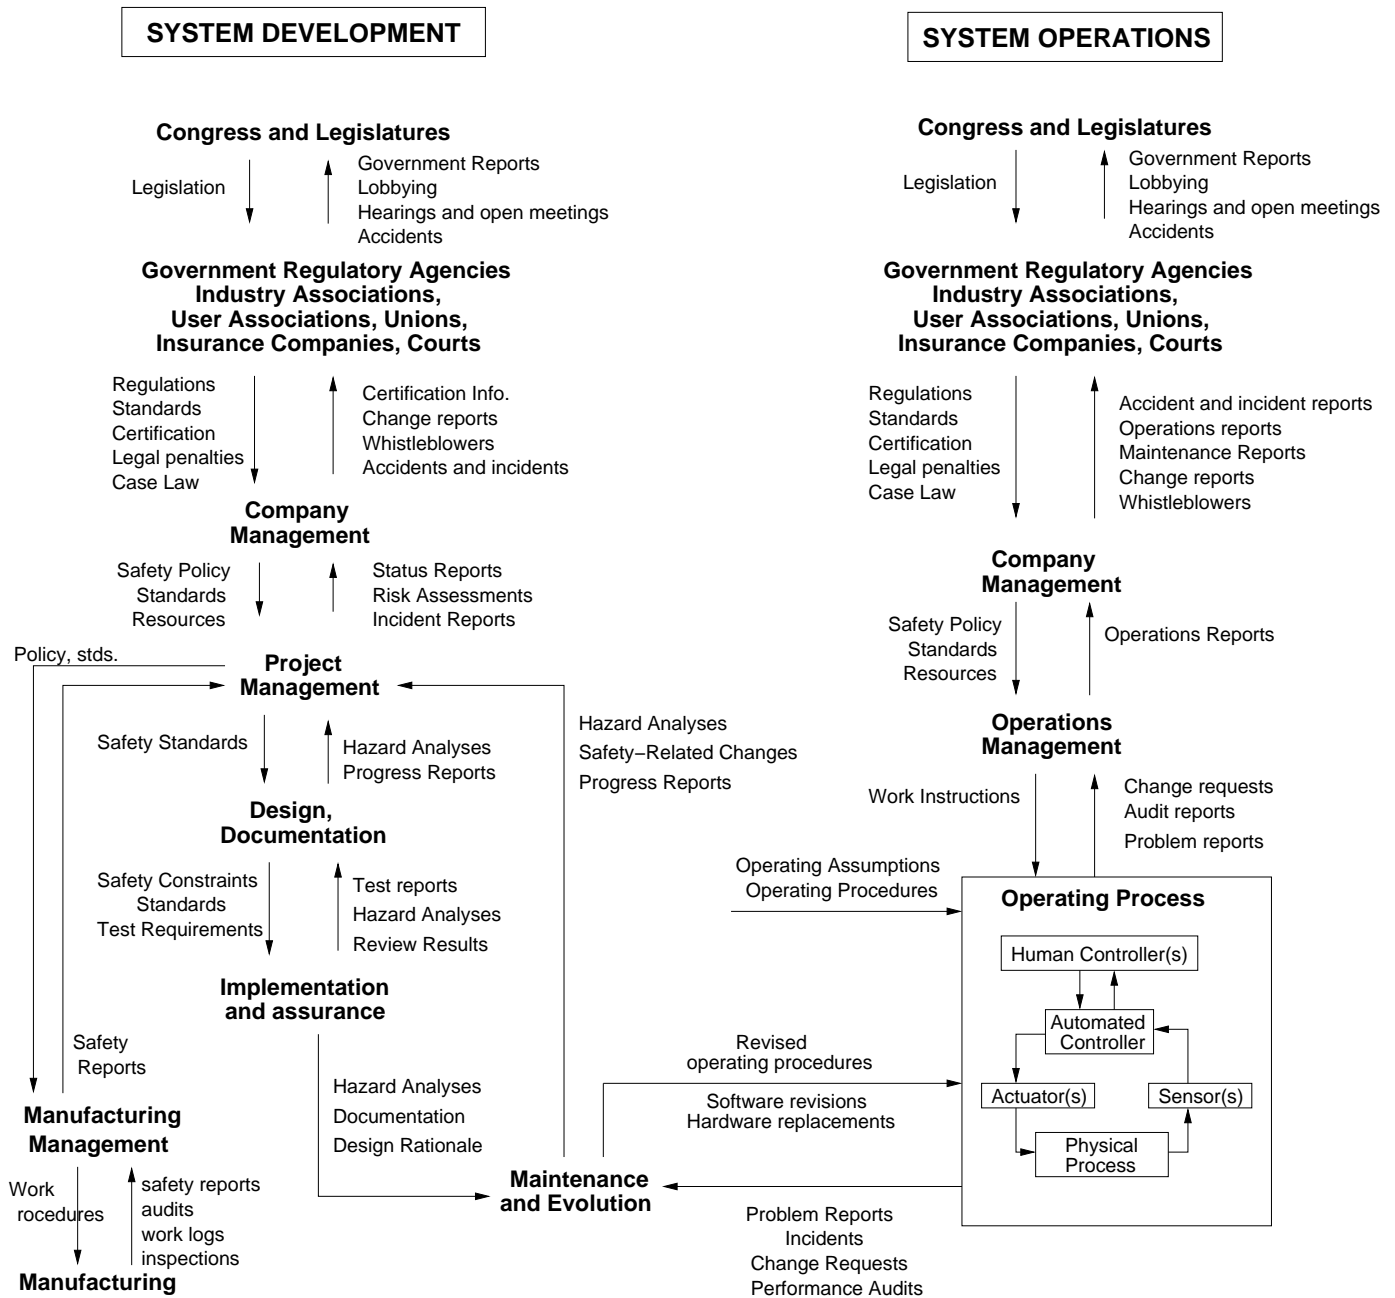 SYSTEM DEVELOPMENT
Congress and Legislatures
Legislation
Government Reports
Lobbying
Hearings and open meetings
Accidents
Government Regulatory Agencies
Industry Associations,
User Associations, Unions,
Insurance Companies, Courts
Regulations
Standards
Certification
Legal penalties
Case Law
Certification Info.
Change reports
Whistleblowers
Accidents and incidents
Company
Management
Safety Policy
Standards
Resources
Status Reports
Risk Assessments
Incident Reports
Policy, stds.
Project
Management
Safety Standards
Hazard Analyses
Progress Reports
Hazard Analyses
Safety−Related Changes
Progress Reports
Design,
Documentation
Safety Constraints
Standards
Test Requirements
Test reports
Hazard Analyses
Review Results
Implementation
and assurance
Safety
Reports
Hazard Analyses
Documentation
Design Rationale
Manufacturing
Management
Work
rocedures
safety reports
audits
work logs
inspections
Manufacturing
Maintenance
and Evolution
SYSTEM OPERATIONS
Congress and Legislatures
Legislation
Government Reports
Lobbying
Hearings and open meetings
Accidents
Government Regulatory Agencies
Industry Associations,
User Associations, Unions,
Insurance Companies, Courts
Regulations
Standards
Certification
Legal penalties
Case Law
Accident and incident reports
Operations reports
Maintenance Reports
Change reports
Whistleblowers
Company
Management
Safety Policy
Standards
Resources
Operations Reports
Operations
Management
Work Instructions
Change requests
Audit reports
Problem reports
Operating Assumptions
Operating Procedures
Operating Process
Human Controller(s)
Automated
Controller
Actuator(s)
Sensor(s)
Physical
Process
Revised
operating procedures
Software revisions
Hardware replacements
Problem Reports
Incidents
Change Requests
Performance Audits